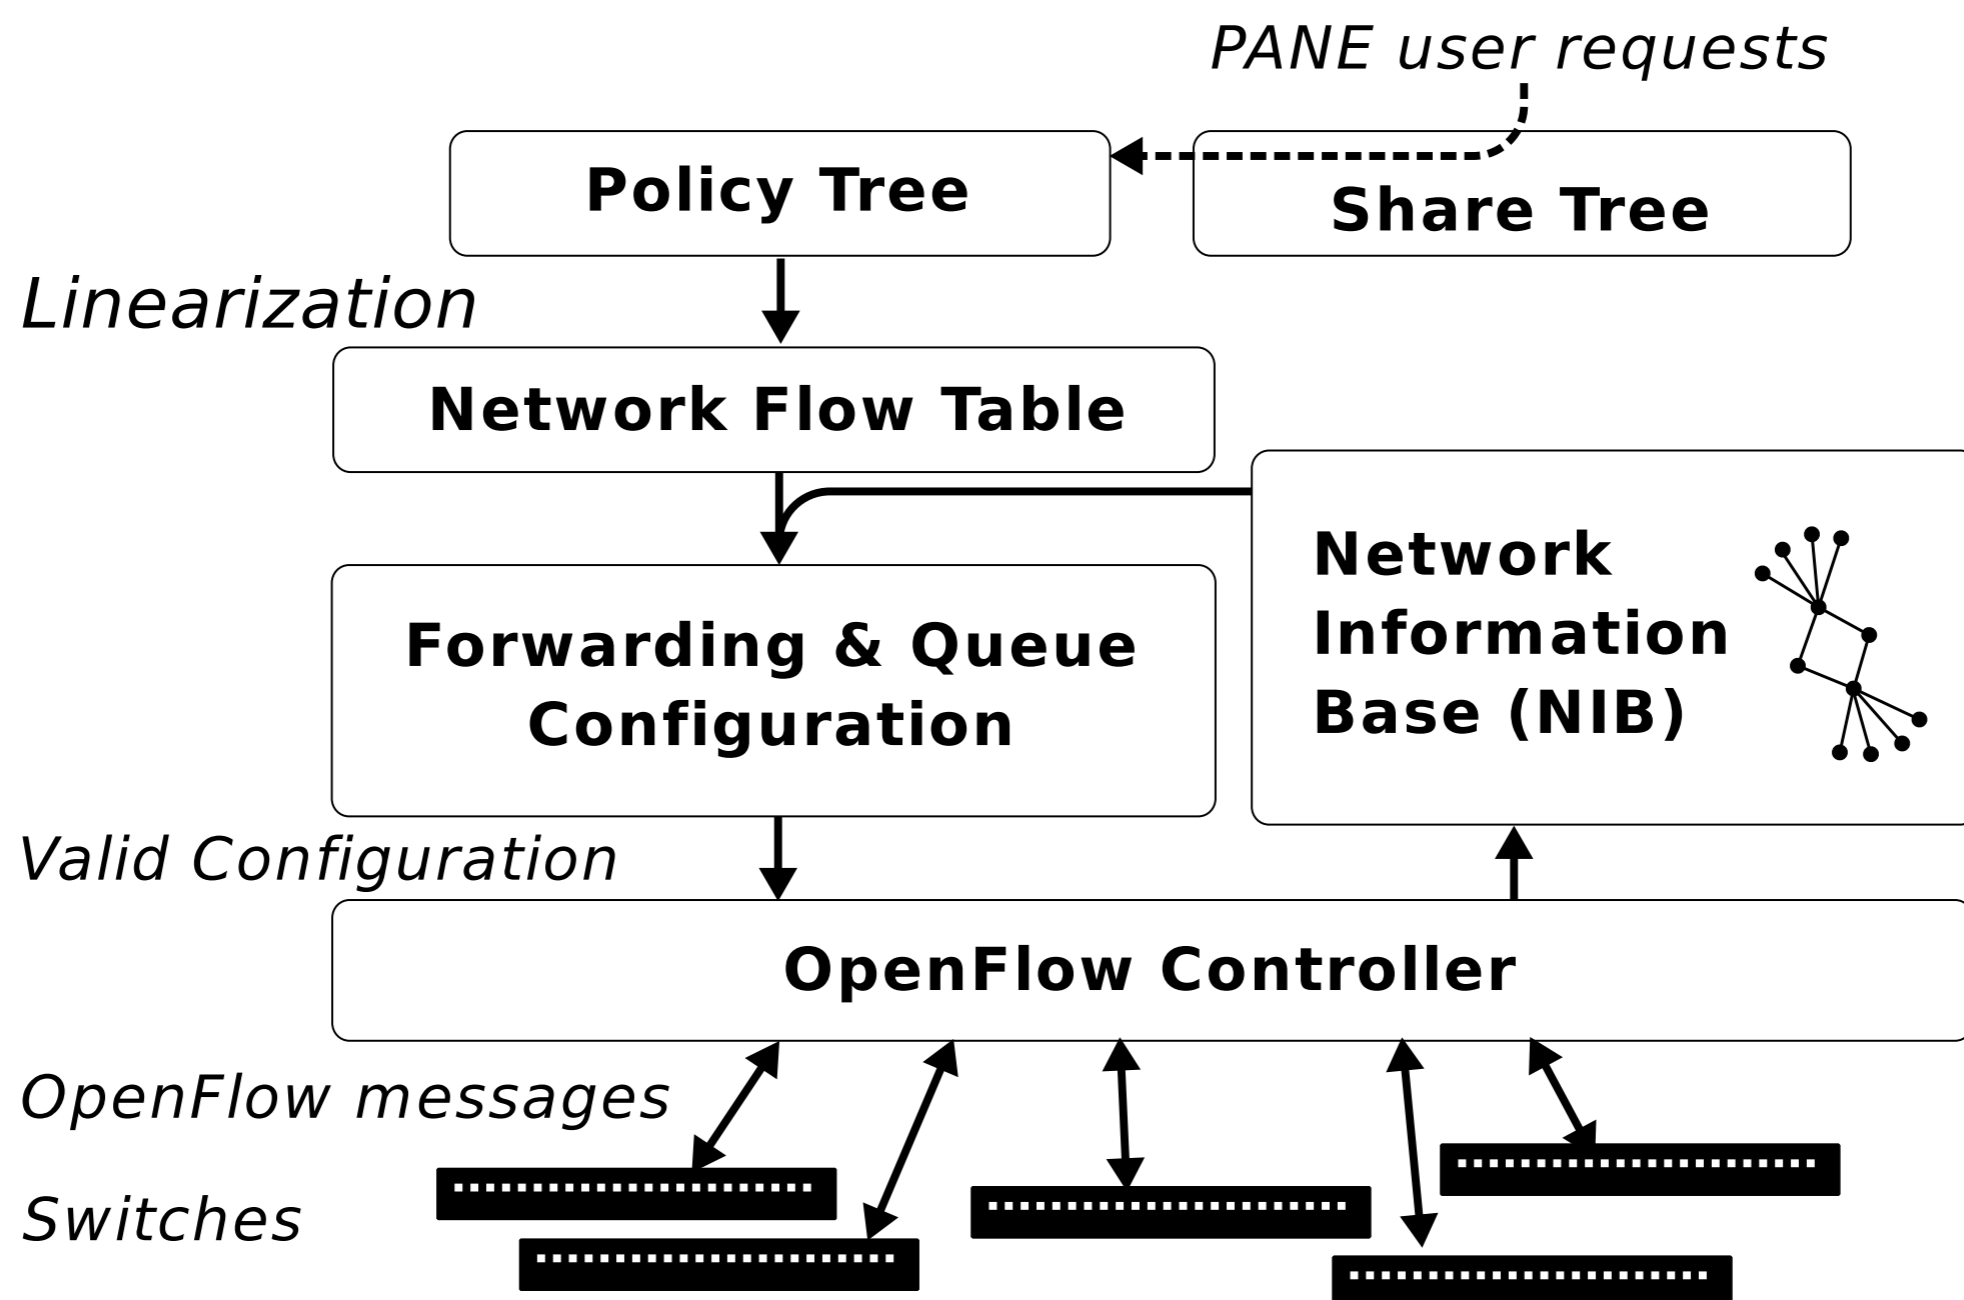 PANE user requests
Policy Tree
Share Tree
Linearization
Network Flow Table
Network
Information
Base (NIB)
Forwarding & Queue
Configuration
Valid Configuration
OpenFlow Controller
OpenFlow messages
Switches